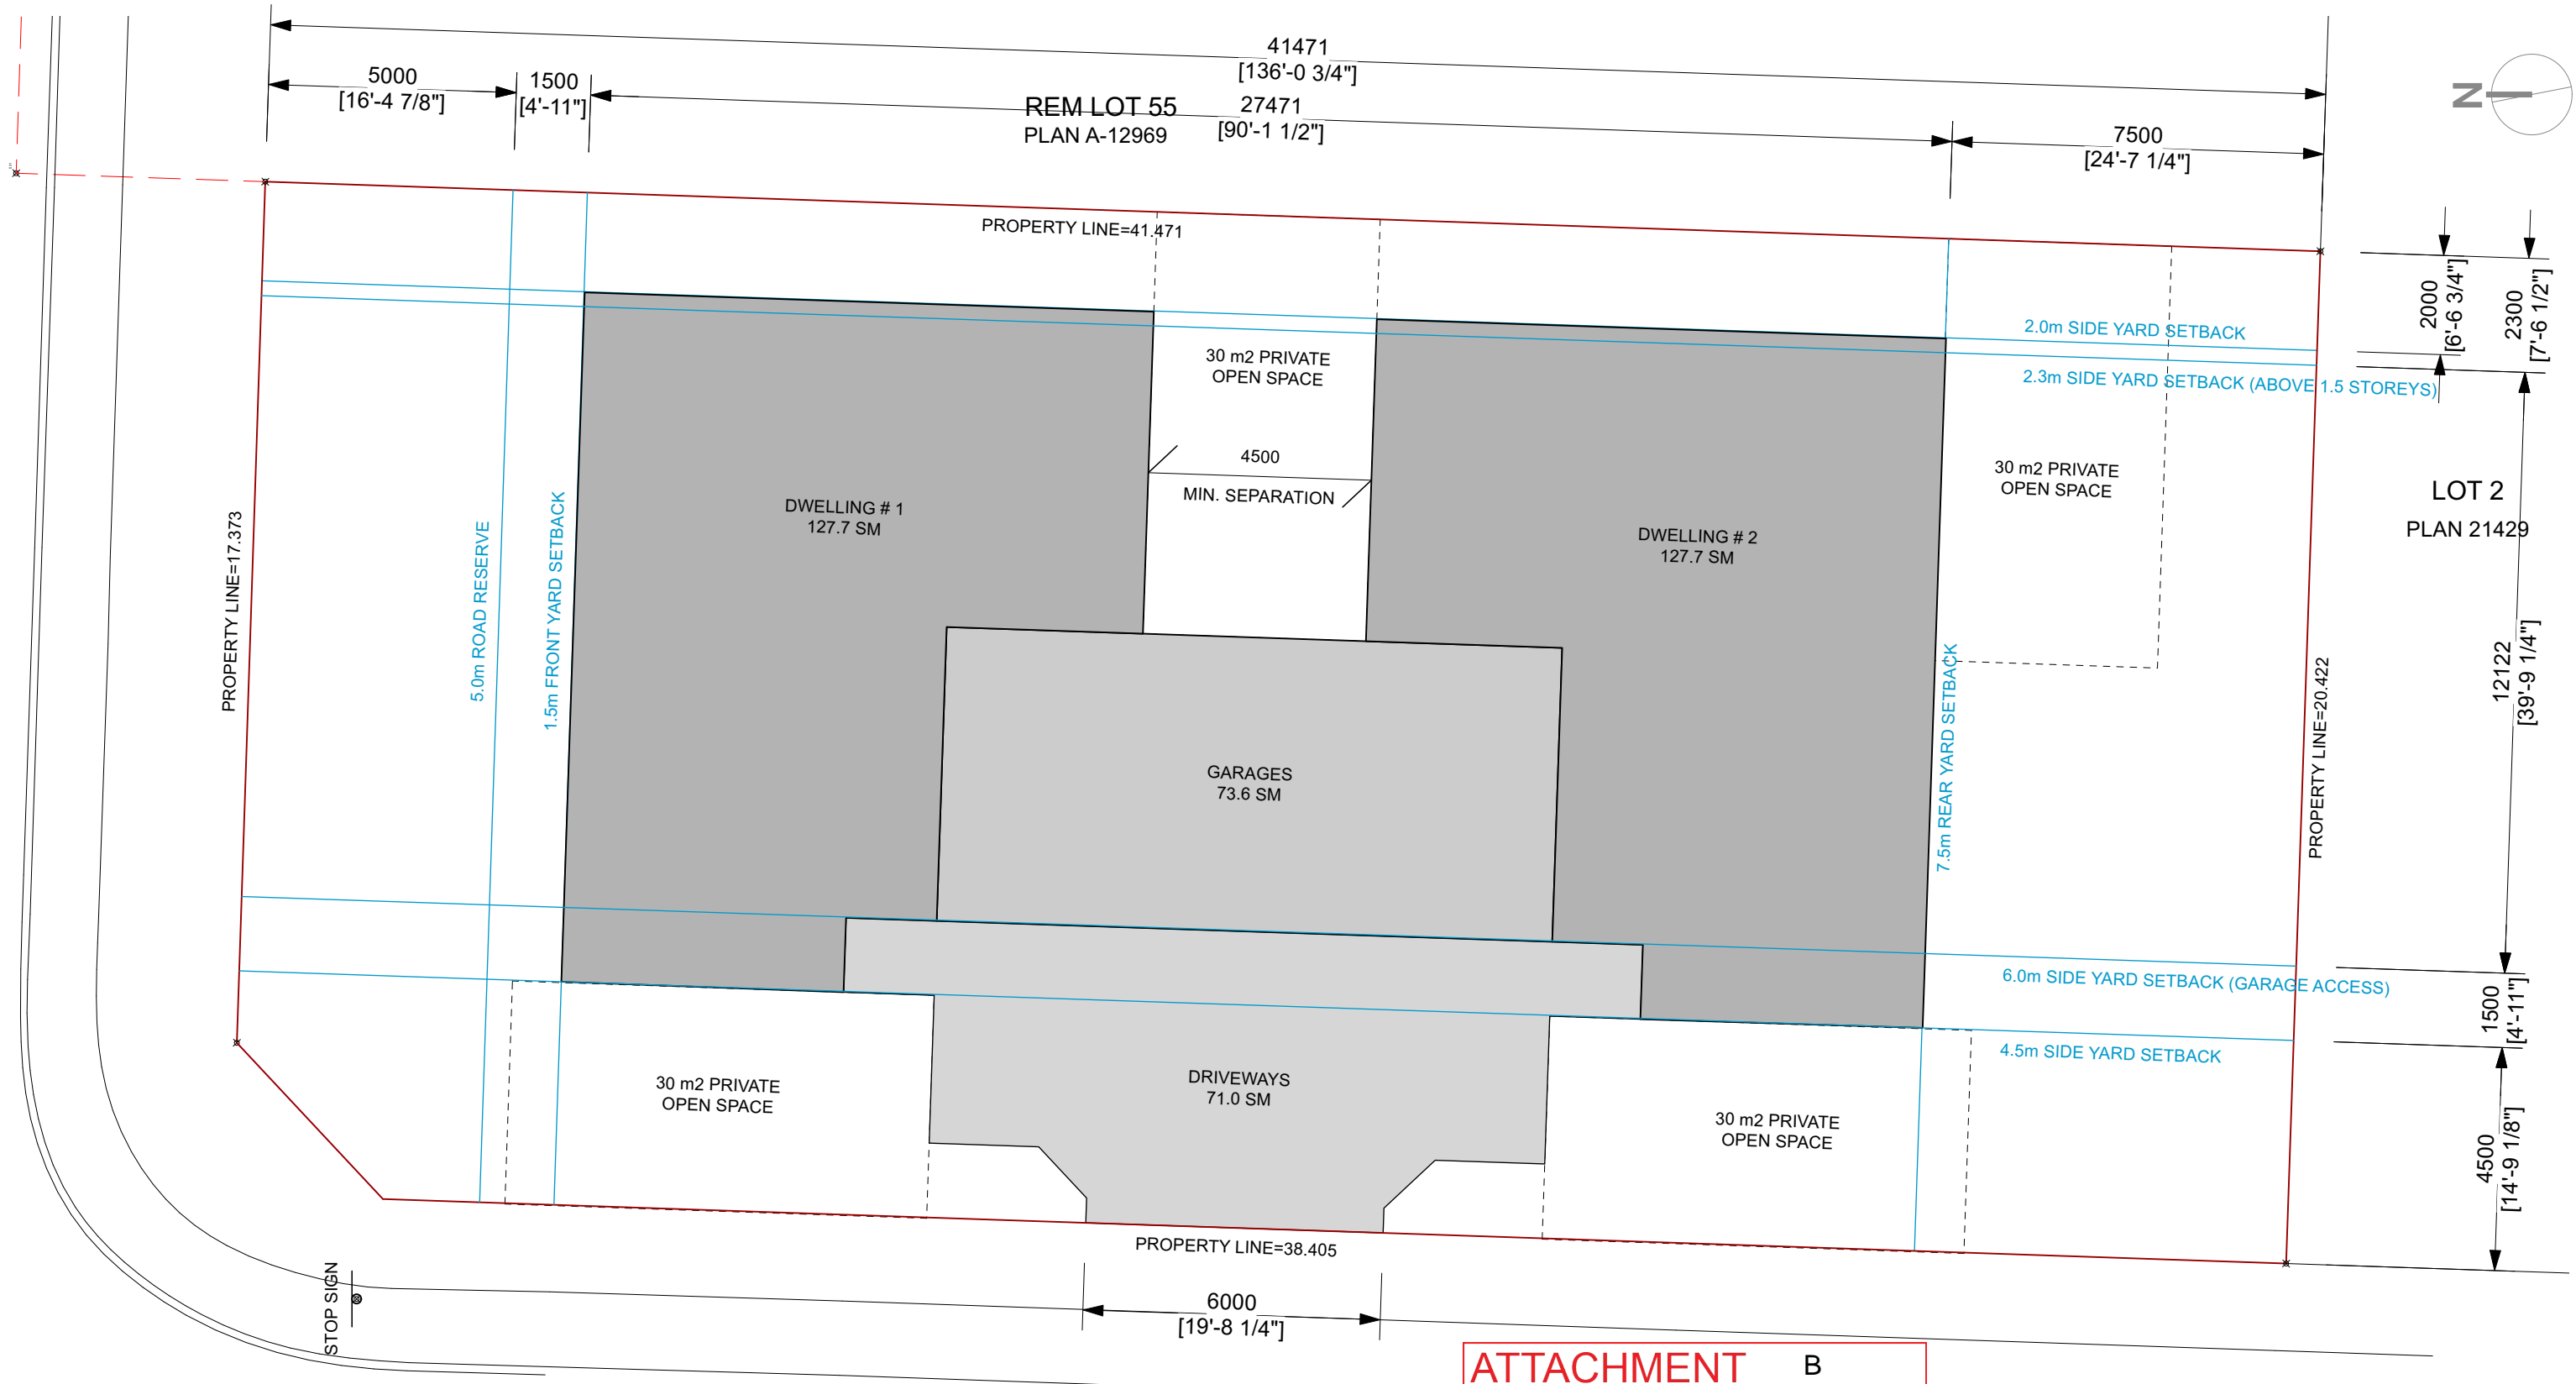 41471
[136'-0 3/4"]
5000
[16'-4 7/8"]
1500
[4'-11"]
REM LOT 55
PLAN A-12969
27471
[90'-1 1/2"]
7500
[24'-7 1/4"]
N
PROPERTY LINE=41.471
2000
[6'-6 3/4"]
2300
[7'-6 1/2"]
2.0m SIDE YARD SETBACK
2.3m SIDE YARD SETBACK (ABOVE 1.5 STOREYS)
30 m2 PRIVATE
OPEN SPACE
4500
MIN. SEPARATION
30 m2 PRIVATE
OPEN SPACE
LOT 2
PLAN 21429
DWELLING # 1
127.7 SM
DWELLING # 2
127.7 SM
PROPERTY LINE=17.373
5.0m ROAD RESERVE
1.5m FRONT YARD SETBACK
7.5m REAR YARD SETBACK
PROPERTY LINE=20.422
12122
[39'-9 1/4"]
GARAGES
73.6 SM
6.0m SIDE YARD SETBACK (GARAGE ACCESS)
1500
[4'-11"]
4.5m SIDE YARD SETBACK
30 m2 PRIVATE
OPEN SPACE
DRIVEWAYS
71.0 SM
30 m2 PRIVATE
OPEN SPACE
4500
[14'-9 1/8"]
PROPERTY LINE=38.405
STOP SIGN
6000
[19'-8 1/4"]
ATTACHMENT B